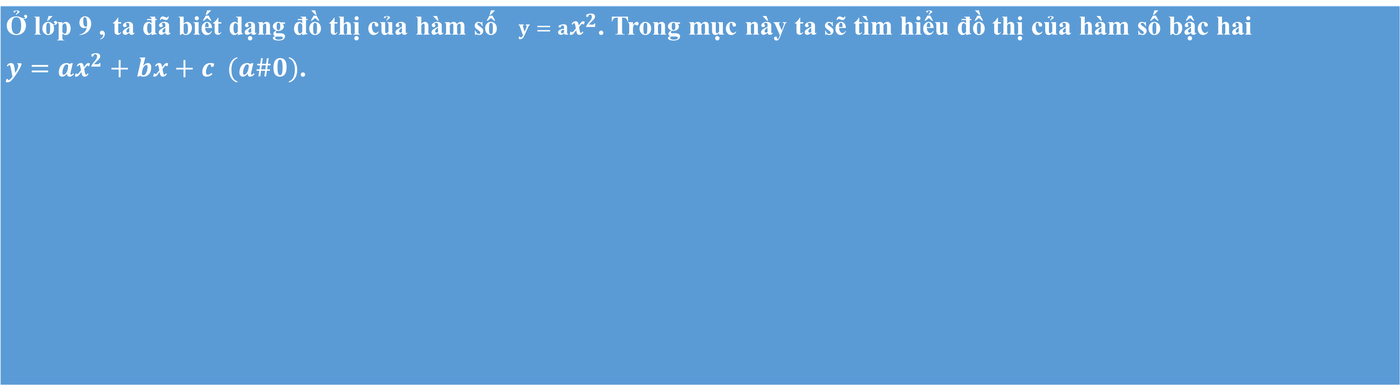 Ở lớp 9 , ta đã biết dạng đồ thị của hàm số y = ax². Trong mục này ta sẽ tìm hiểu đồ thị của hàm số bậc hai
y = ax² + bx + c (a#0).